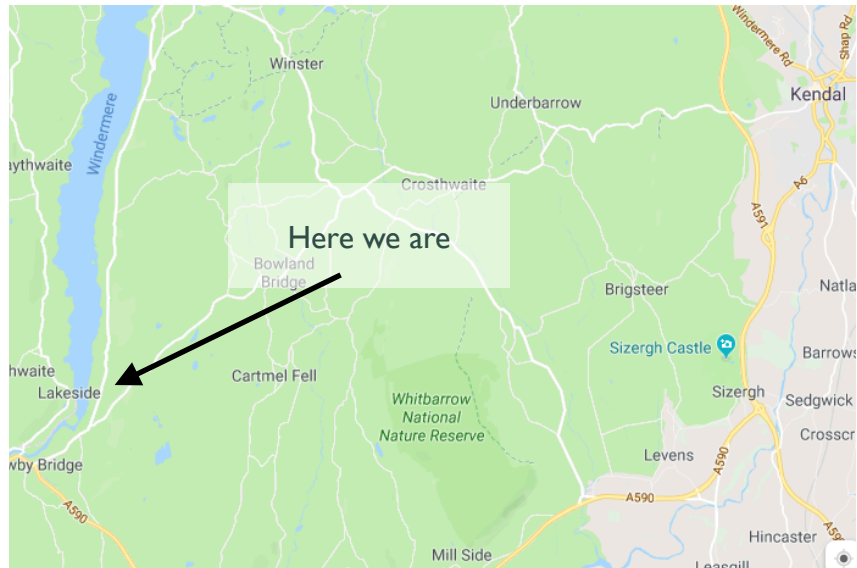 Windermere Rd
Shap Rd
Winster
Underbarrow
Kendal
Windermere
aythwaite
Crosthwaite
A6
A591
Here we are
Bowland
Bridge
Brigsteer
Natla
Sizergh Castle
Barrows
hwaite
Lakeside
Cartmel Fell
Whitbarrow
National
Nature Reserve
Sizergh
Sedgwick
Crosscr
wby Bridge
Levens
A590
A590
A590
A590
Hincaster
Mill Side
Leasgill